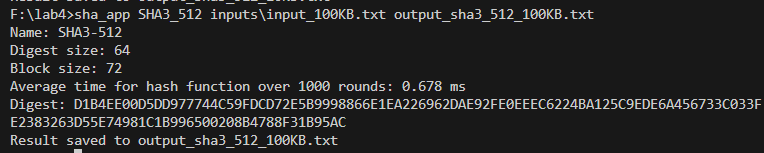 F:\lab4>sha_app SHA3_512 inputs\input_100KB.txt output_sha3_512_100KB.txt
Name: SHA3-512
Digest size: 64
Block size: 72
Average time for hash function over 1000 rounds: 0.678 ms
Digest: D1B4EE00D5DD977744C59FDCD72E5B9998866E1EA226962DAE92FE0EEEC6224BA125C9EDE6A456733C033F
E2383263D55E74981C1B996500208B4788F31B95AC
Result saved to output_sha3_512_100KB.txt